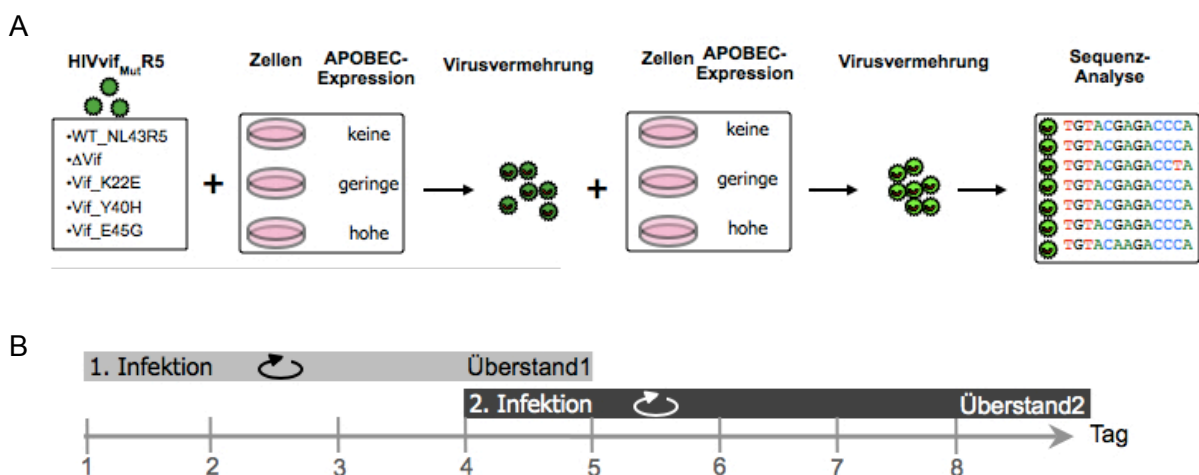 A
HIVvifMutR5
•WT_NL43R5
•ΔVif
•Vif_K22E
•Vif_Y40H
•Vif_E45G
+
Zellen
APOBEC-
Expression
keine
geringe
hohe
Virusvermehrung
+
Zellen
APOBEC-
Expression
keine
geringe
hohe
Virusvermehrung
Sequenz-
Analyse
TGTACGAGACCCA
TGTACGAGACCCA
TGTACGAGACCTA
TGTACGAGACCCA
TGTACGAGACCCA
TGTACGAGACCCA
TGTACAAGACCCA
B
1. Infektion
Überstand1
2. Infektion
Überstand2
Tag
1 2 3 4 5 6 7 8